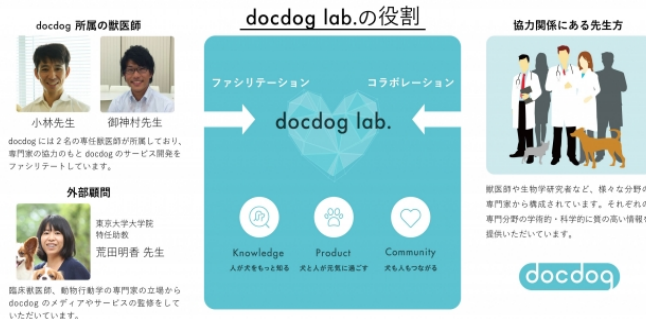 docdog lab.の役割
docdog 所属の獣医師
小林先生
御神村先生
docdog には 2 名の専任獣医師が所属しており、
専門家の協力のもと docdog のサービス開発を
ファシリテートしています。
外部顧問
東京大学大学院
特任助教
荒田明香 先生
臨床獣医師、動物行動学の専門家の立場から
docdog のメディアやサービスの監修をして
いただいています。
ファシリテーション
コラボレーション
docdog lab.
Knowledge
人が犬をもっと知る
Product
犬と人が元気に過ごす
Community
犬も人もつながる
協力関係にある先生方
獣医師や生物学研究者など、様々な分野の
専門家から構成されています。それぞれの
専門分野の学術的・科学的に質の高い情報を
提供いただいています。
docdog